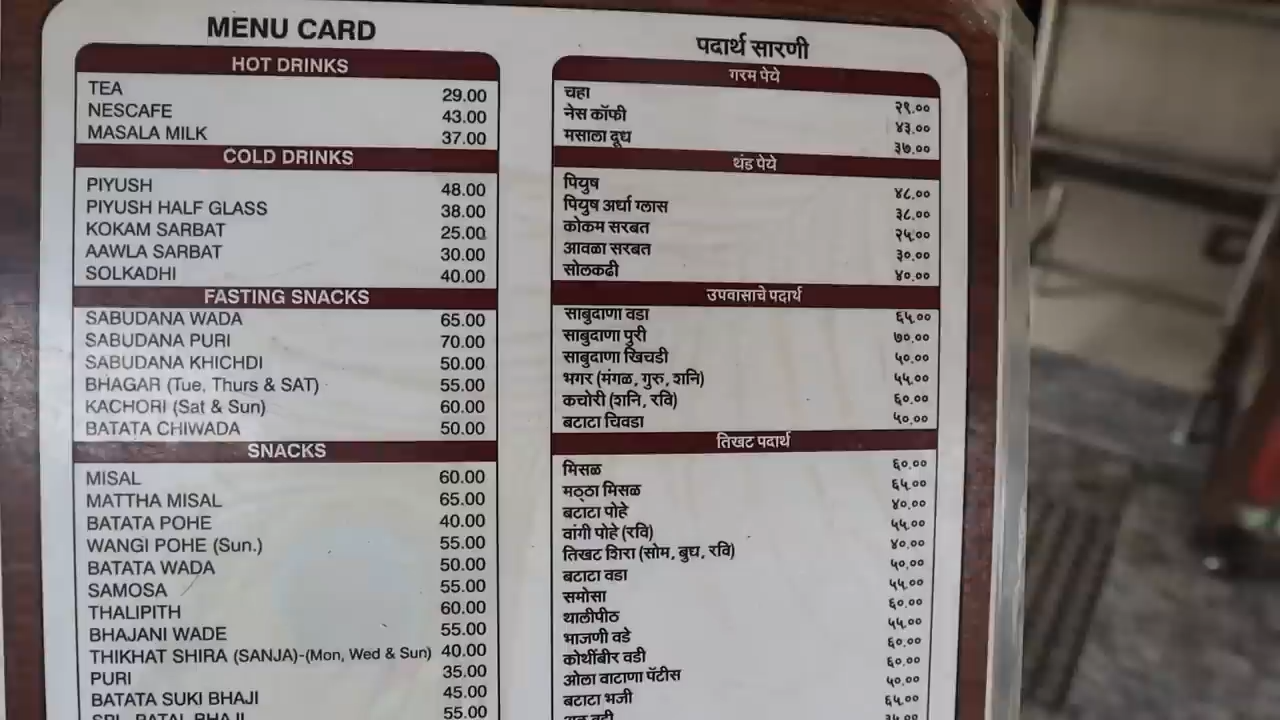 MENU CARD
HOT DRINKS
TEA 29.00
NESCAFE 43.00
MASALA MILK 37.00
COLD DRINKS
PIYUSH 48.00
PIYUSH HALF GLASS 38.00
KOKAM SARBAT 25.00
AAWLA SARBAT 30.00
SOLKADHI 40.00
FASTING SNACKS
SABUDANA WADA 65.00
SABUDANA PURI 70.00
SABUDANA KHICHDI 50.00
BHAGAR (Tue, Thurs & SAT) 55.00
KACHORI (Sat & Sun) 60.00
BATATA CHIWADA 50.00
SNACKS
MISAL 60.00
MATTHA MISAL 65.00
BATATA POHE 40.00
WANGI POHE (Sun.) 55.00
BATATA WADA 50.00
SAMOSA 55.00
THALIPITH 60.00
BHAJANI WADE 55.00
THIKHAT SHIRA (SANJA)-(Mon, Wed & Sun) 40.00
PURI 35.00
BATATA SUKI BHAJI 45.00
SPL. BATAL BHAJI 55.00
पदार्थ सारणी
गरम पेये
चहा २९.००
नेस कॉफी ४३.००
मसाला दूध ३७.००
थंड पेये
पियुष ४८.००
पियुष अर्धा ग्लास ३८.००
कोकम सरबत २५.००
आवळा सरबत ३०.००
सोलकढी ४०.००
उपवासाचे पदार्थ
साबुदाणा वडा ६५.००
साबुदाणा पुरी ७०.००
साबुदाणा खिचडी ५०.००
भगर (मंगळ, गुरु, शनि) ५५.००
कचोरी (शनि, रवि) ६०.००
बटाटा चिवडा ५०.००
तिखट पदार्थ
मिसळ ६०.००
मठ्ठा मिसळ ६५.००
बटाटा पोहे ४०.००
वांगी पोहे (रवि) ५५.००
तिखट शिरा (सोम, बुध, रवि) ४०.००
बटाटा वडा ५०.००
समोसा ५५.००
थालीपीठ ६०.००
भाजणी वडे ५५.००
कोथींबीर वडी ६०.००
ओला वाटाणा पॅटीस ६०.००
बटाटा भजी ५०.००
६५.००